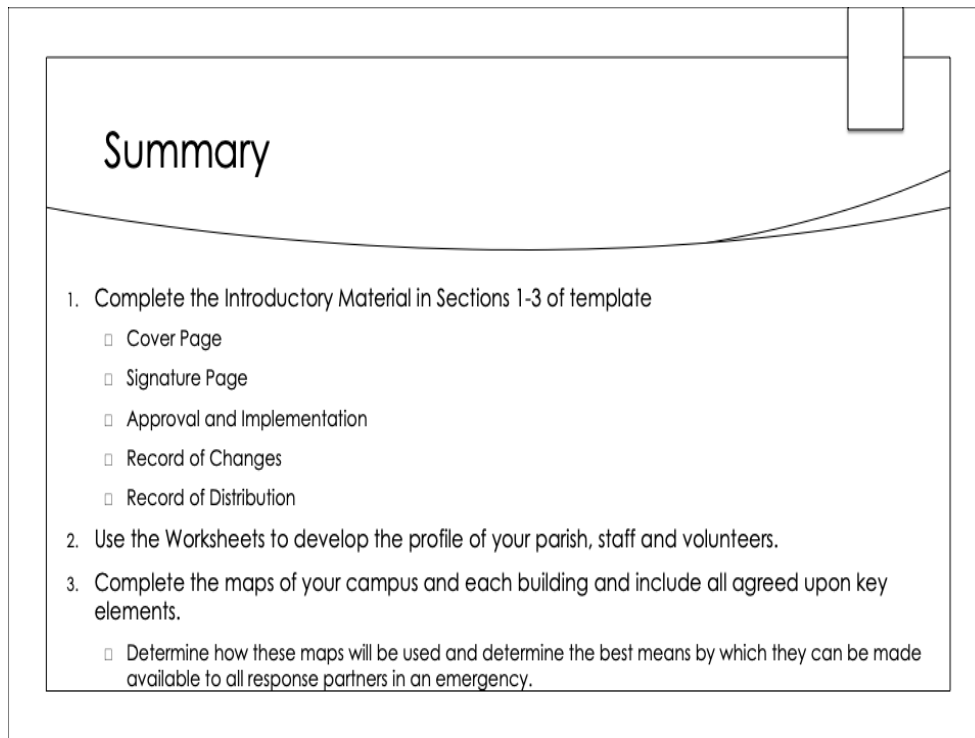 Summary
1. Complete the Introductory Material in Sections 1-3 of template
Cover Page
Signature Page
Approval and Implementation
Record of Changes
Record of Distribution
2. Use the Worksheets to develop the profile of your parish, staff and volunteers.
3. Complete the maps of your campus and each building and include all agreed upon key
elements.
Determine how these maps will be used and determine the best means by which they can be made
available to all response partners in an emergency.